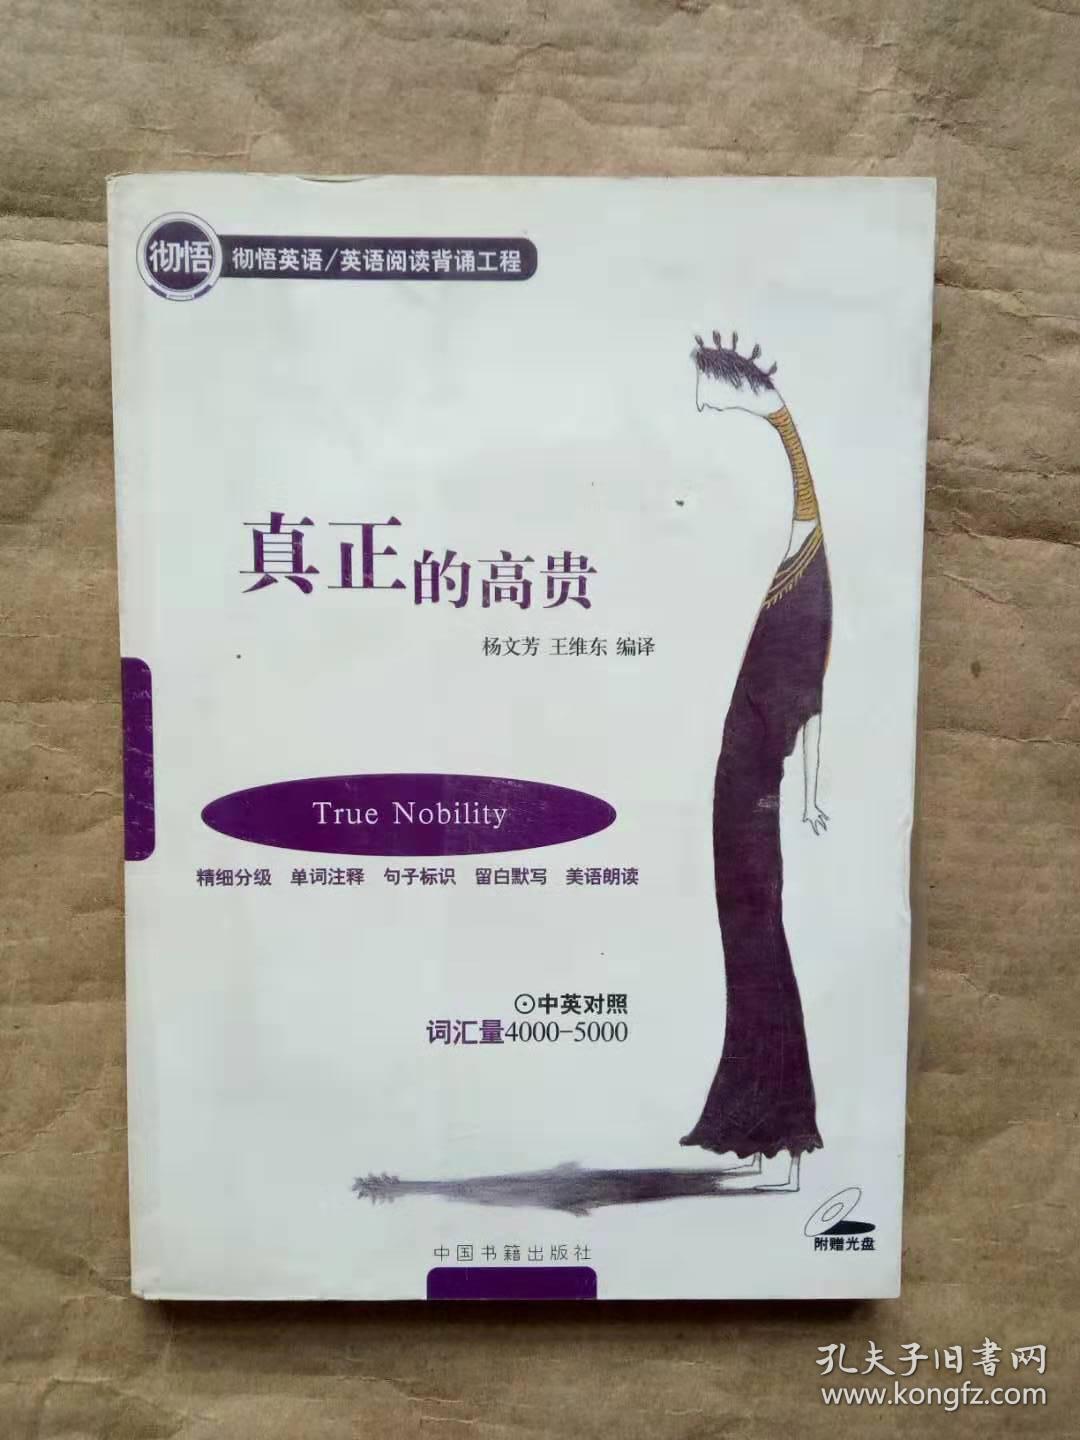 彻悟
彻悟英语/英语阅读背诵工程
真正的高贵
杨文芳 王维东 编译
True Nobility
精细分级 单词注释 句子标识 留白默写 美语朗读
⊙中英对照
词汇量4000-5000
附赠光盘
中国书籍出版社
孔夫子旧书网
www.kongfz.com